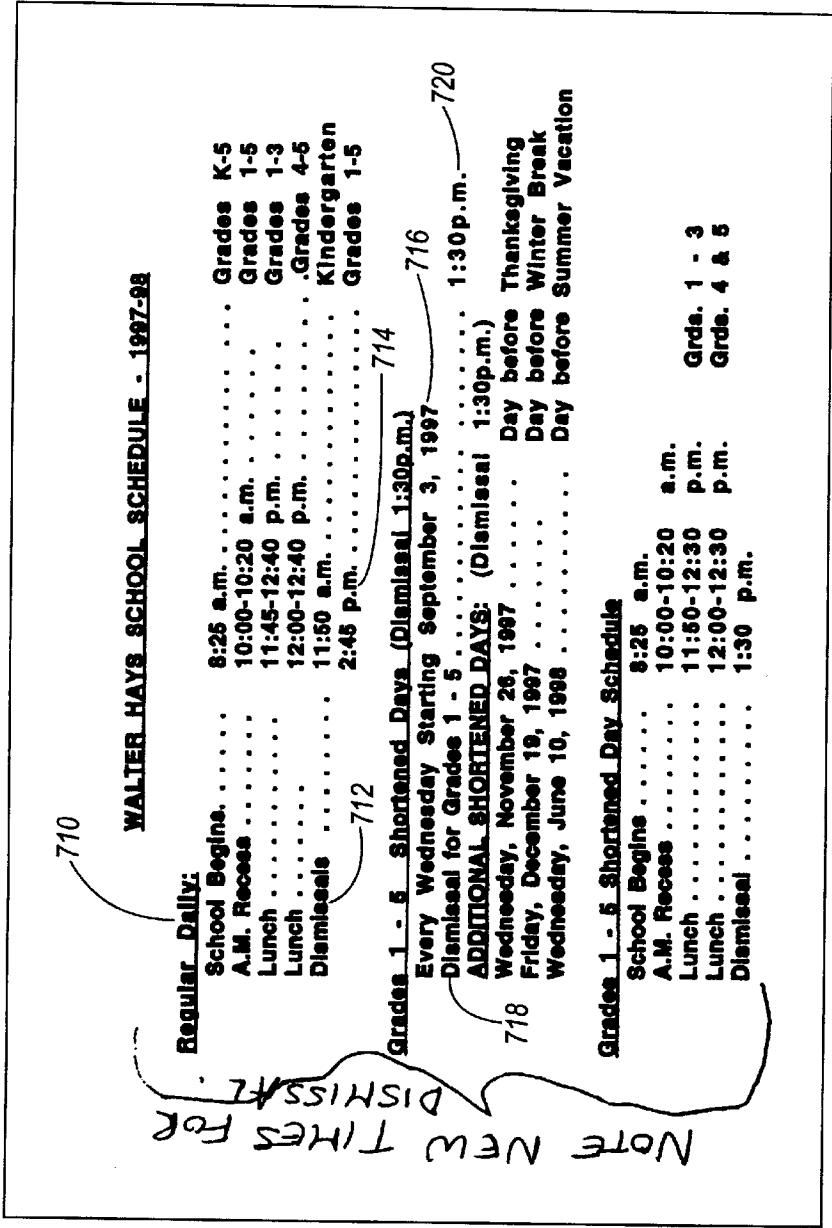 710
WALTER HAYS SCHOOL SCHEDULE - 1997-98
Regular Daily:
School Begins. . . . . . 8:25 a.m. . . . . . . . . . . . . . . . Grades K-5
A.M. Recess . . . . . . . 10:00-10:20 a.m. . . . . . . . Grades 1-5
Lunch . . . . . . . . . . 11:45-12:40 p.m. . . . . . . . Grades 1-3
Lunch . . . . . . . . 12:00-12:40 p.m. . . . . . . . .Grades 4-5
Dismissals . . . . . . . . 11:50 a.m. . . . . . . . . . . . . . Kindergarten
2:45 p.m. . . . . . . . . . . . . . . Grades 1-5
712
714
Grades 1 - 5 Shortened Days (Dismissal 1:30p.m.)
Every Wednesday Starting September 3, 1997
716
Dismissal for Grades 1 - 5 . . . . . . . . . . . . . . . . . . . . 1:30p.m.
720
718
ADDITIONAL SHORTENED DAYS: (Dismissal 1:30p.m.)
Wednesday, November 26, 1997 . . . . . Day before Thanksgiving
Friday, December 19, 1997 . . . . . . . . Day before Winter Break
Wednesday, June 10, 1998 . . . . . . . . . . Day before Summer Vacation
Grades 1 - 5 Shortened Day Schedule
School Begins . . . . . . . 8:25 a.m.
A.M. Recess . . . . . . . . . 10:00-10:20 a.m.
Lunch . . . . . . . . . . . . 11:50-12:30 p.m. Grds. 1 - 3
Lunch . . . . . . . . . . . . 12:00-12:30 p.m. Grds. 4 & 5
Dismissal . . . . . . . . . . 1:30 p.m.
NOTE NEW TIMES FOR
DISMISSAL